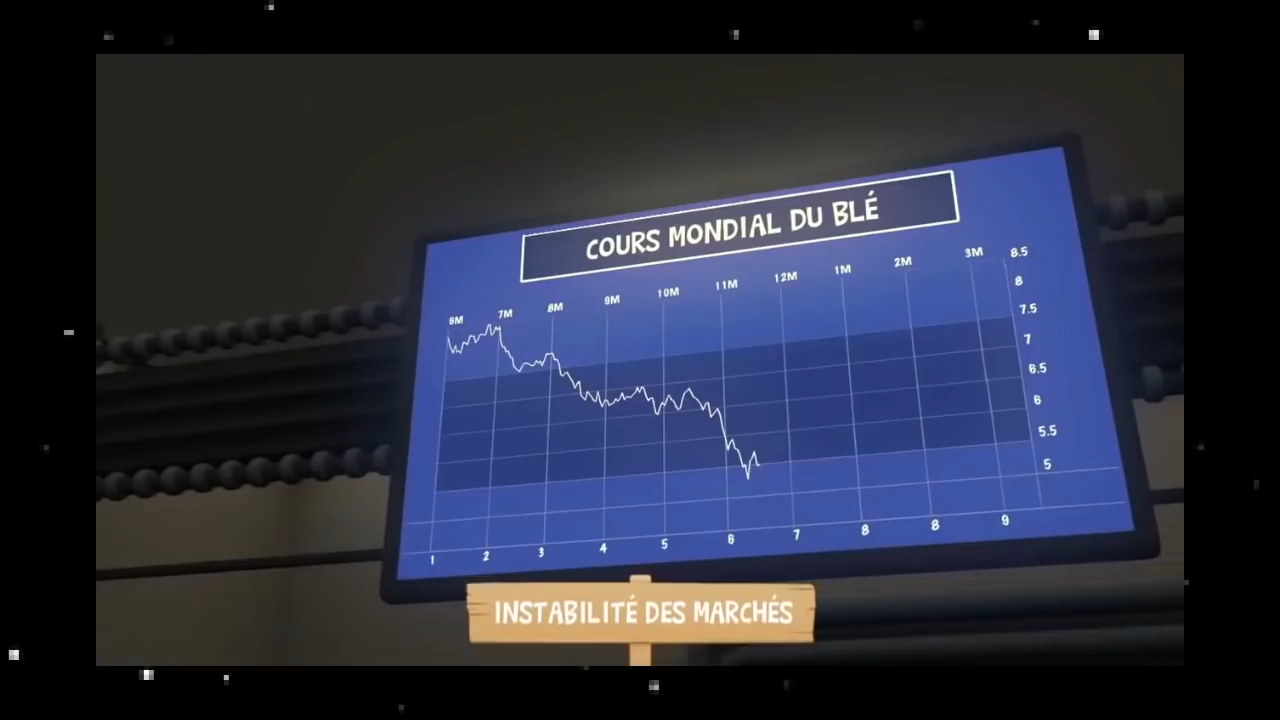 COURS MONDIAL DU BLÉ
6M 7M 8M 9M 10M 11M 12M 1M 2M 3M
8.5
8
7.5
7
6.5
6
5.5
5
1 2 3 4 5 6 7 8 8 9
INSTABILITÉ DES MARCHÉS